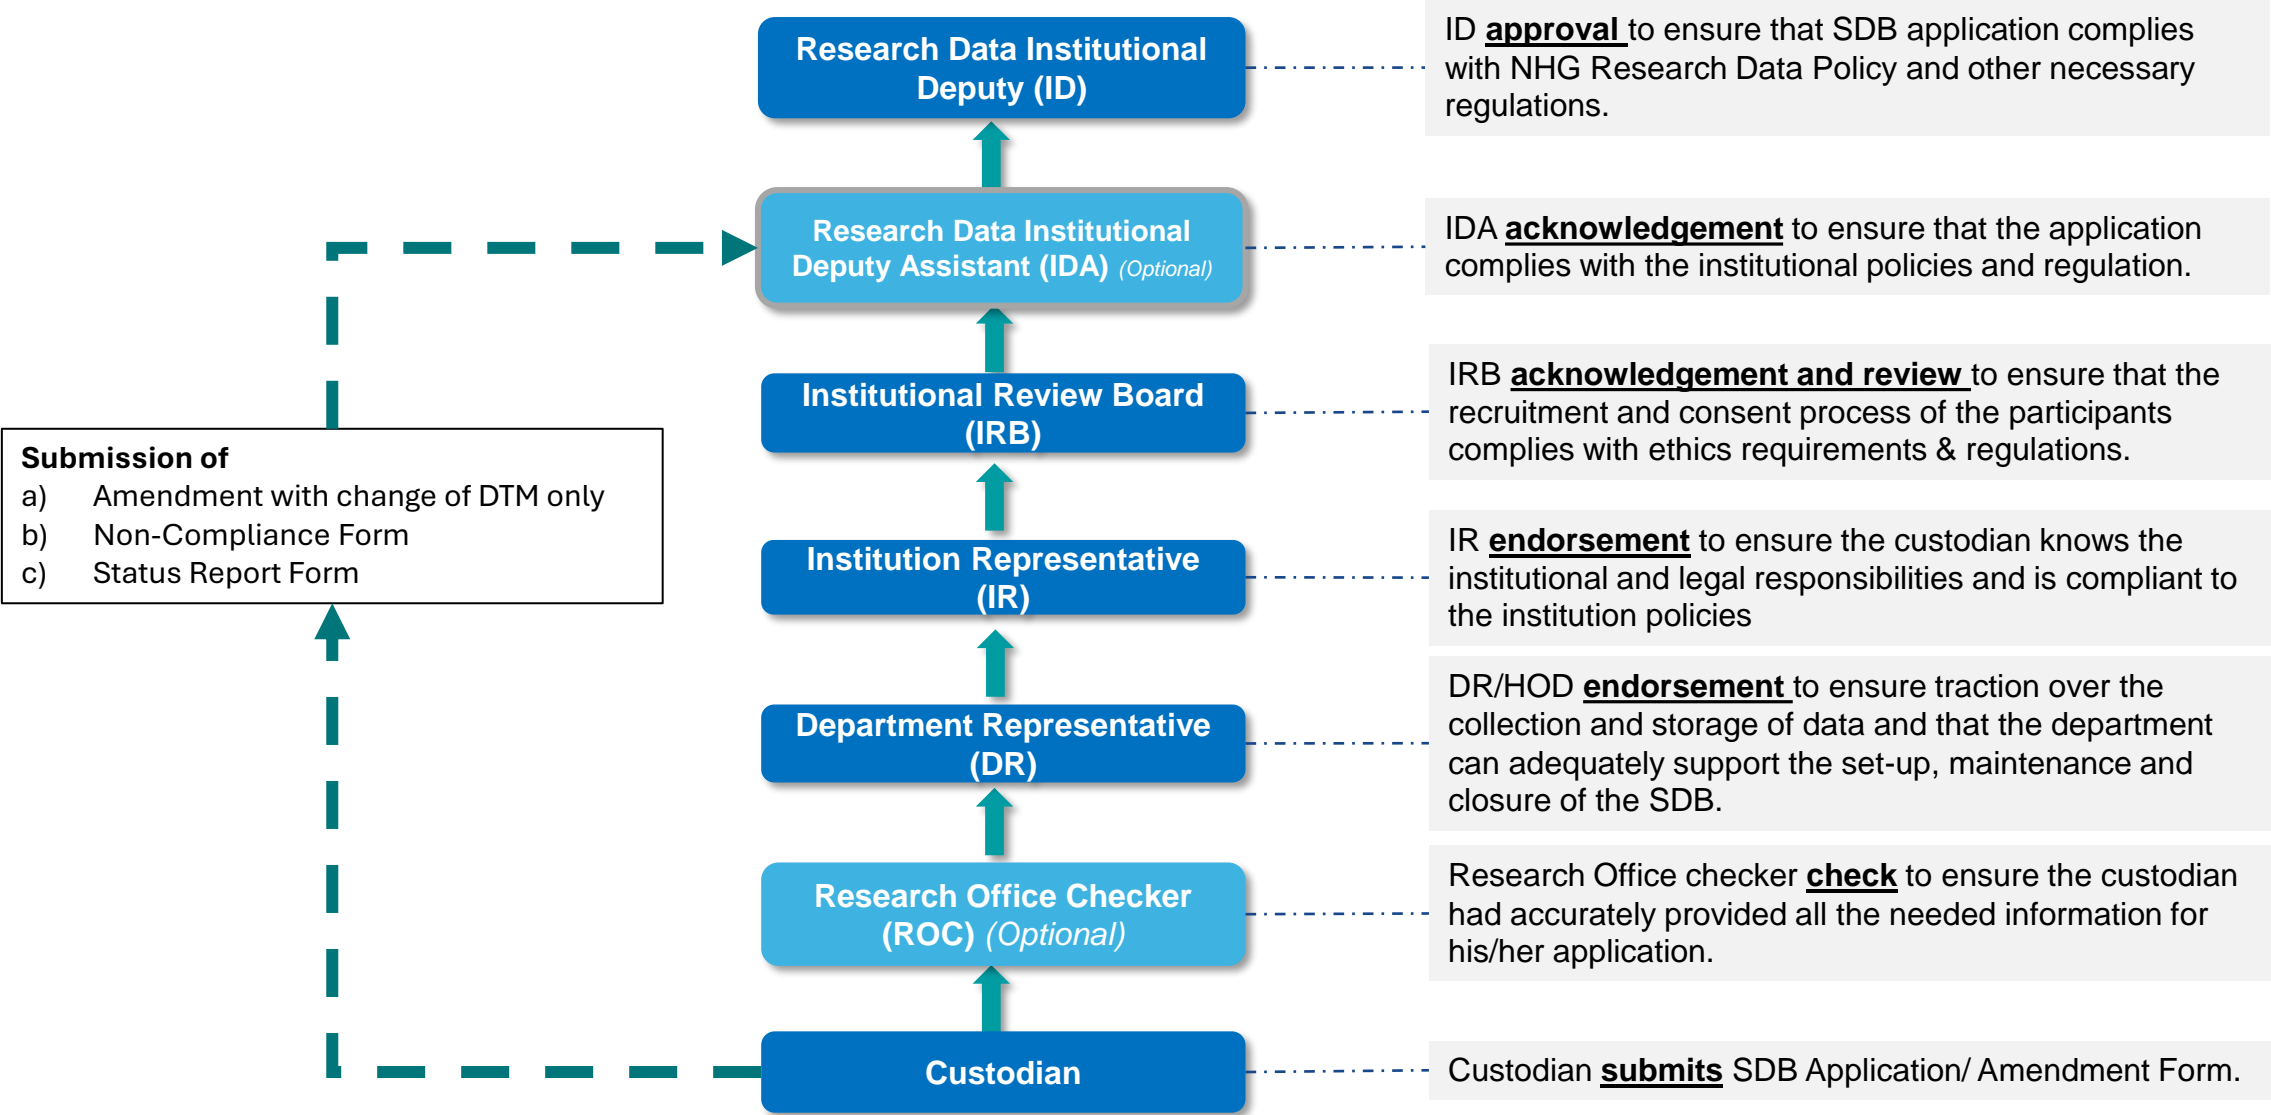 Research Data Institutional
Deputy (ID)
ID approval to ensure that SDB application complies
with NHG Research Data Policy and other necessary
regulations.
Research Data Institutional
Deputy Assistant (IDA) (Optional)
IDA acknowledgement to ensure that the application
complies with the institutional policies and regulation.
Institutional Review Board
(IRB)
IRB acknowledgement and review to ensure that the
recruitment and consent process of the participants
complies with ethics requirements & regulations.
Submission of
a) Amendment with change of DTM only
b) Non-Compliance Form
c) Status Report Form
Institution Representative
(IR)
IR endorsement to ensure the custodian knows the
institutional and legal responsibilities and is compliant to
the institution policies
Department Representative
(DR)
DR/HOD endorsement to ensure traction over the
collection and storage of data and that the department
can adequately support the set-up, maintenance and
closure of the SDB.
Research Office Checker
(ROC) (Optional)
Research Office checker check to ensure the custodian
had accurately provided all the needed information for
his/her application.
Custodian
Custodian submits SDB Application/ Amendment Form.